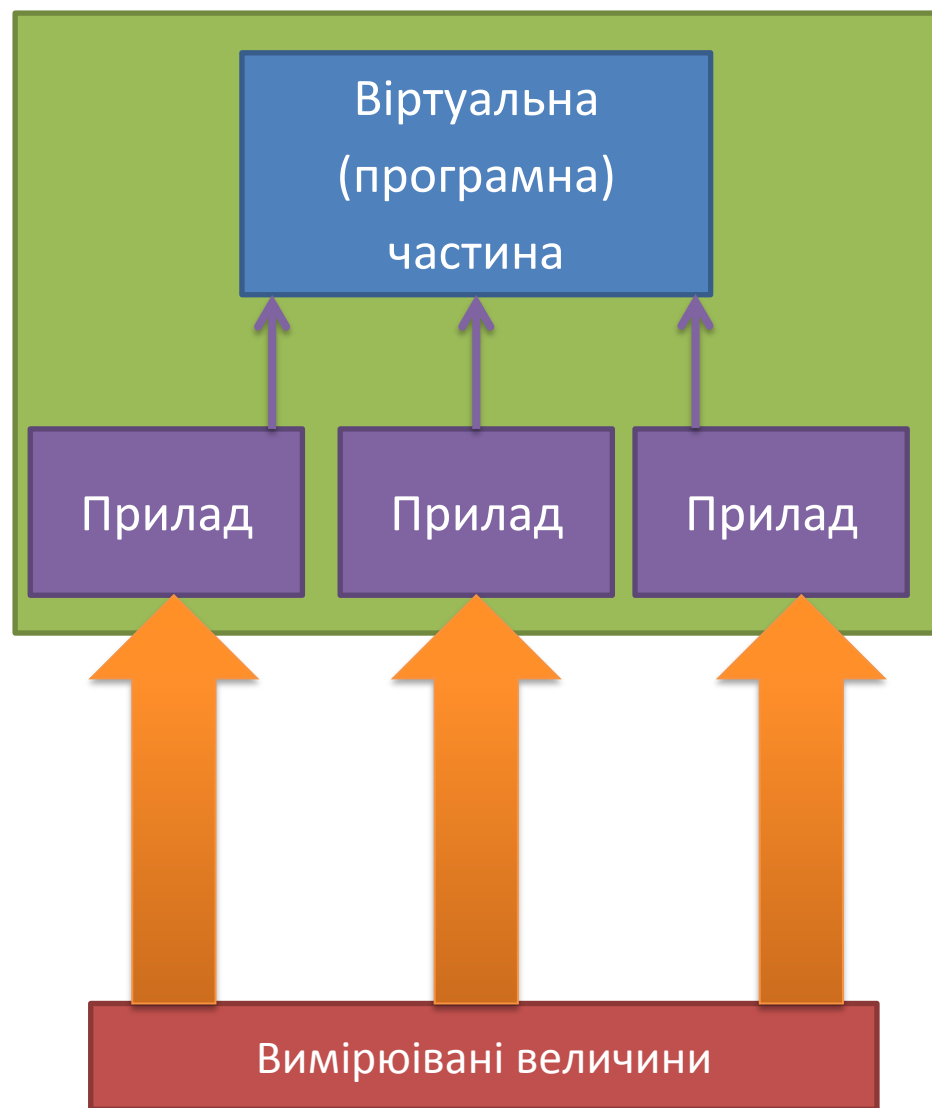 Віртуальна
(програмна)
частина
Прилад Прилад Прилад
Вимірюівані величини